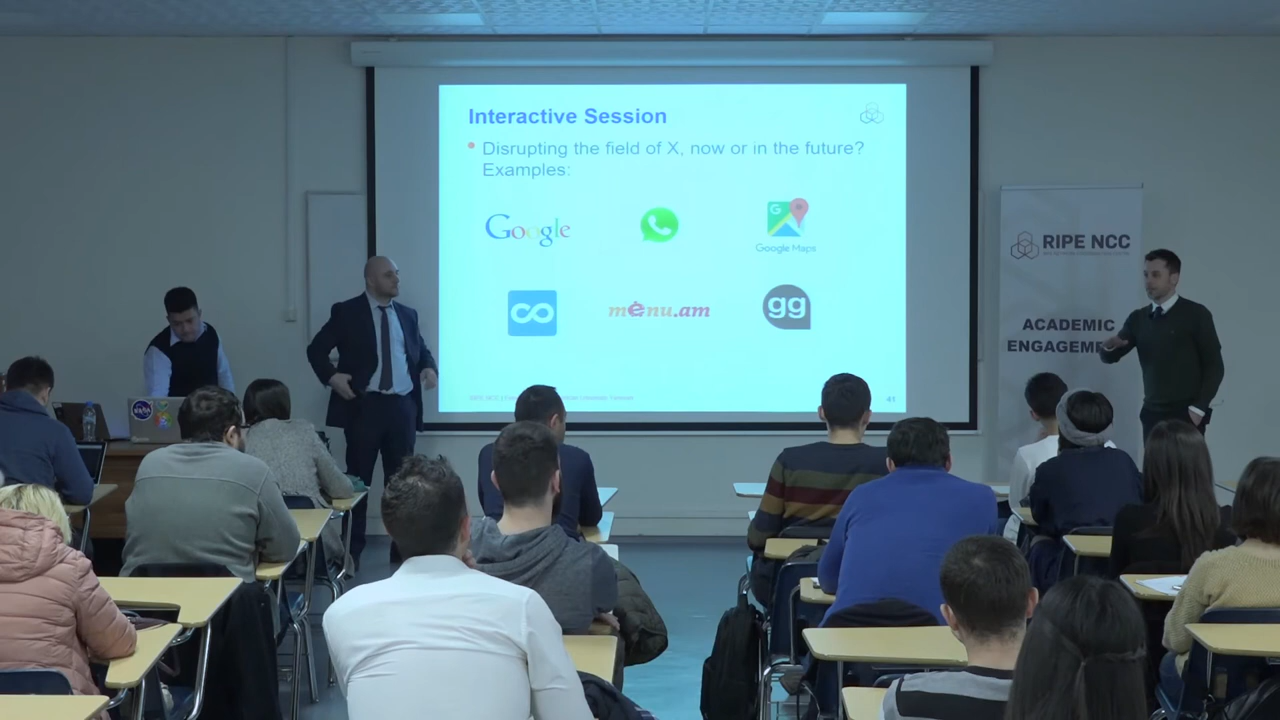 Interactive Session
Disrupting the field of X, now or in the future?
Examples:
Google
G
Google Maps
menu.am
gg
41
RIPE NCC
ACADEMIC
NASA